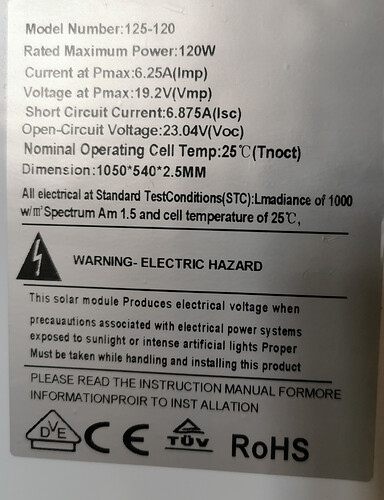 Model Number:125-120
Rated Maximum Power:120W
Current at Pmax:6.25A(Imp)
Voltage at Pmax:19.2V(Vmp)
Short Circuit Current:6.875A(Isc)
Open-Circuit Voltage:23.04V(Voc)
Nominal Operating Cell Temp:25℃(Tnoct)
Dimension:1050*540*2.5MM
All electrical at Standard TestConditions(STC):Lmadiance of 1000
w/㎡Spectrum Am 1.5 and cell temperature of 25℃,
WARNING- ELECTRIC HAZARD
This solar module Produces electrical voltage when
precauautions associated with electrical power systems
exposed to sunlight or intense artificial lights Proper
Must be taken while handling and installing this product
PLEASE READ THE INSTRUCTION MANUAL FORMORE
INFORMATIONPROIR TO INST ALLATION
DVE CE TÜV RoHS